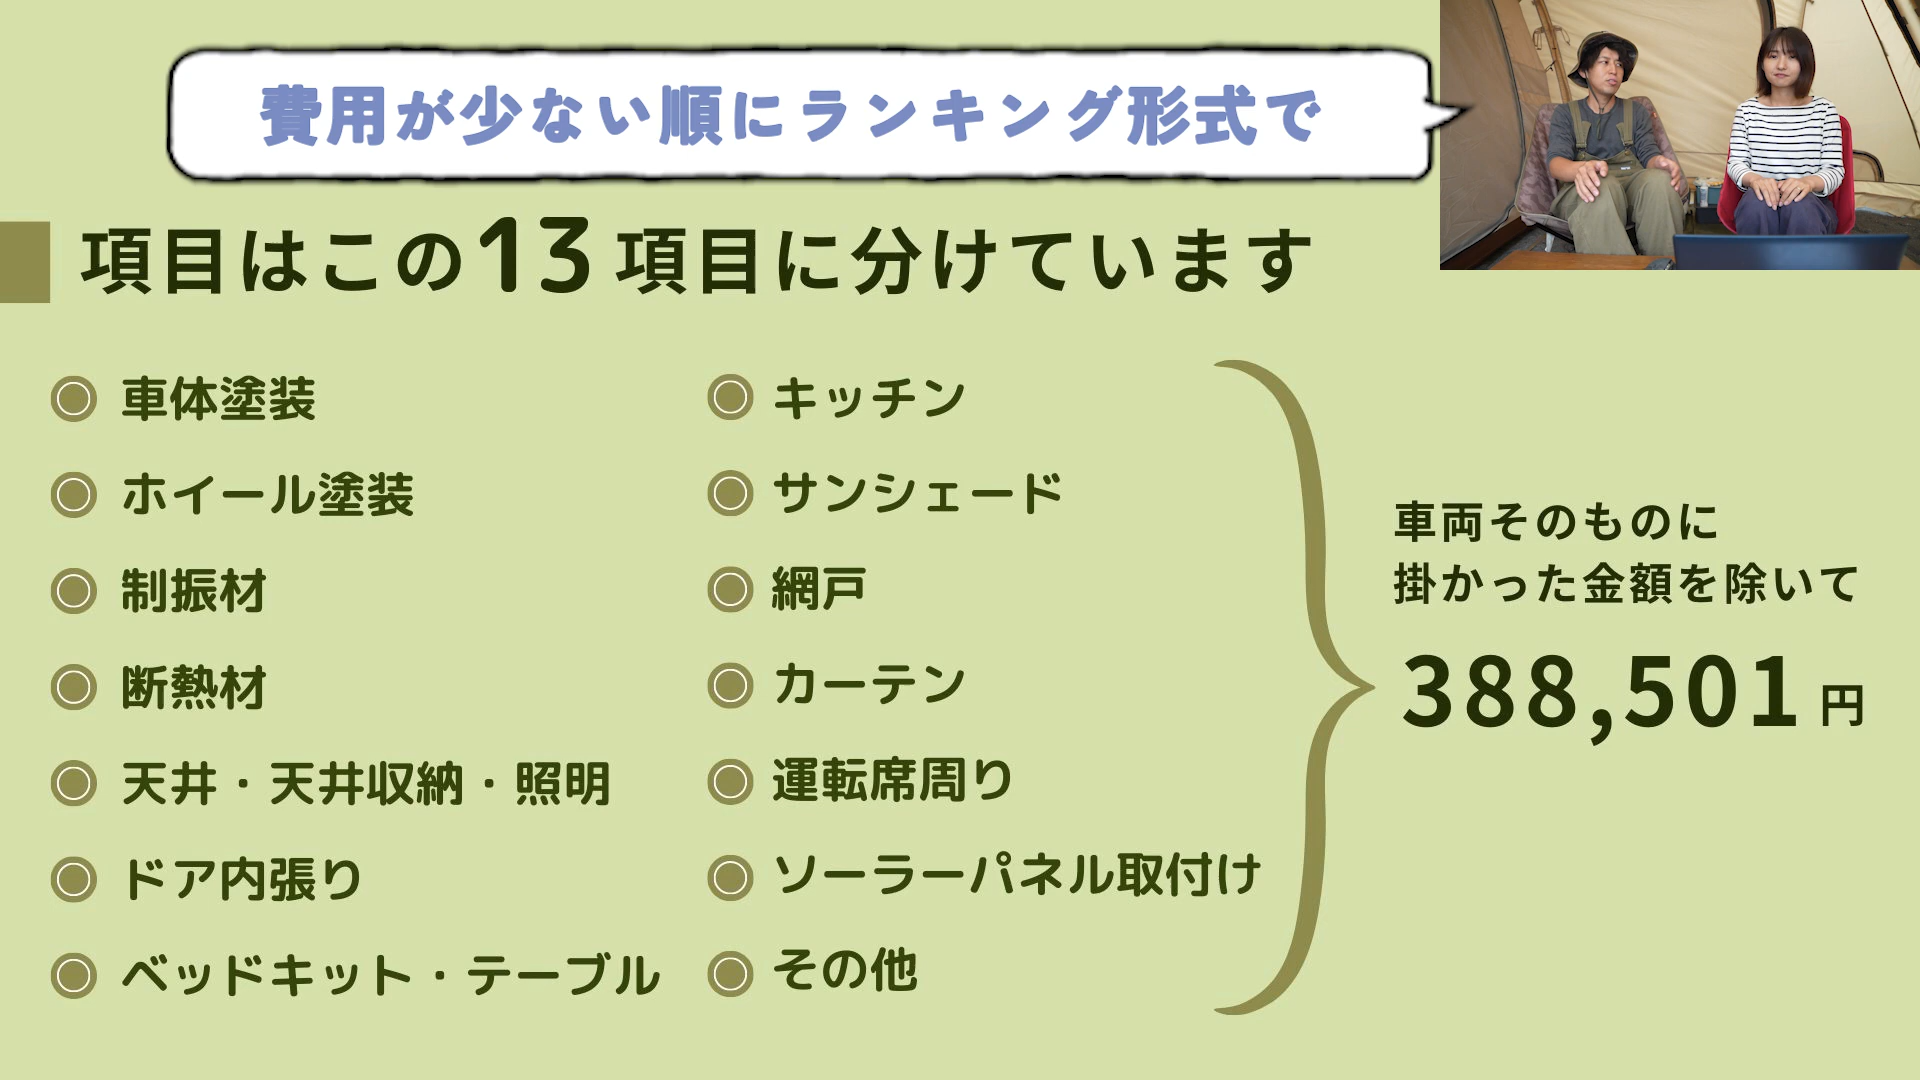 費用が少ない順にランキング形式で
項目はこの13項目に分けています
車体塗装
ホイール塗装
制振材
断熱材
天井・天井収納・照明
ドア内張り
ベッドキット・テーブル
キッチン
サンシェード
網戸
カーテン
運転席周り
ソーラーパネル取付け
その他
車両そのものに
掛かった金額を除いて
388,501円